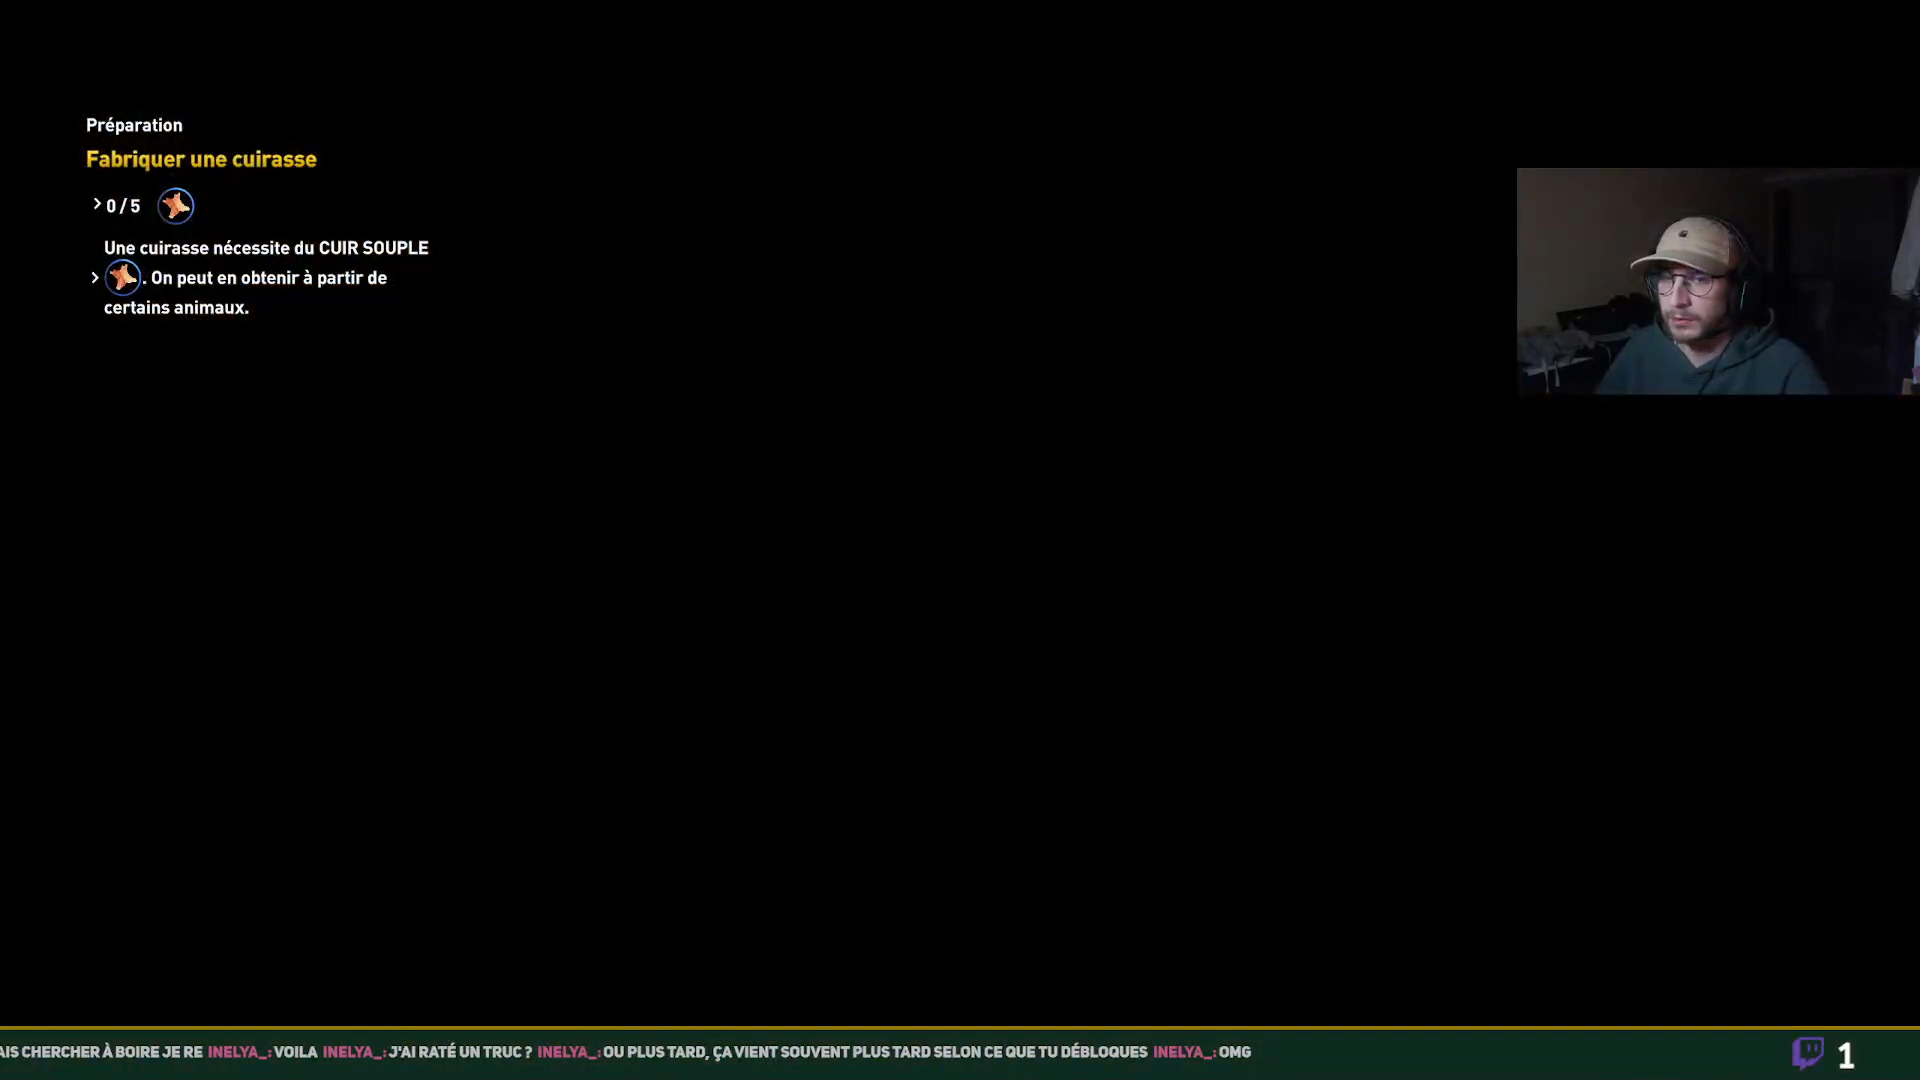 Préparation
Fabriquer une cuirasse
0 / 5
Une cuirasse nécessite du CUIR SOUPLE
. On peut en obtenir à partir de
certains animaux.
AIS CHERCHER À BOIRE JE RE INELYA_: VOILA INELYA_: J'AI RATÉ UN TRUC ? INELYA_: OU PLUS TARD, ÇA VIENT SOUVENT PLUS TARD SELON CE QUE TU DÉBLOQUES INELYA_: OMG
1